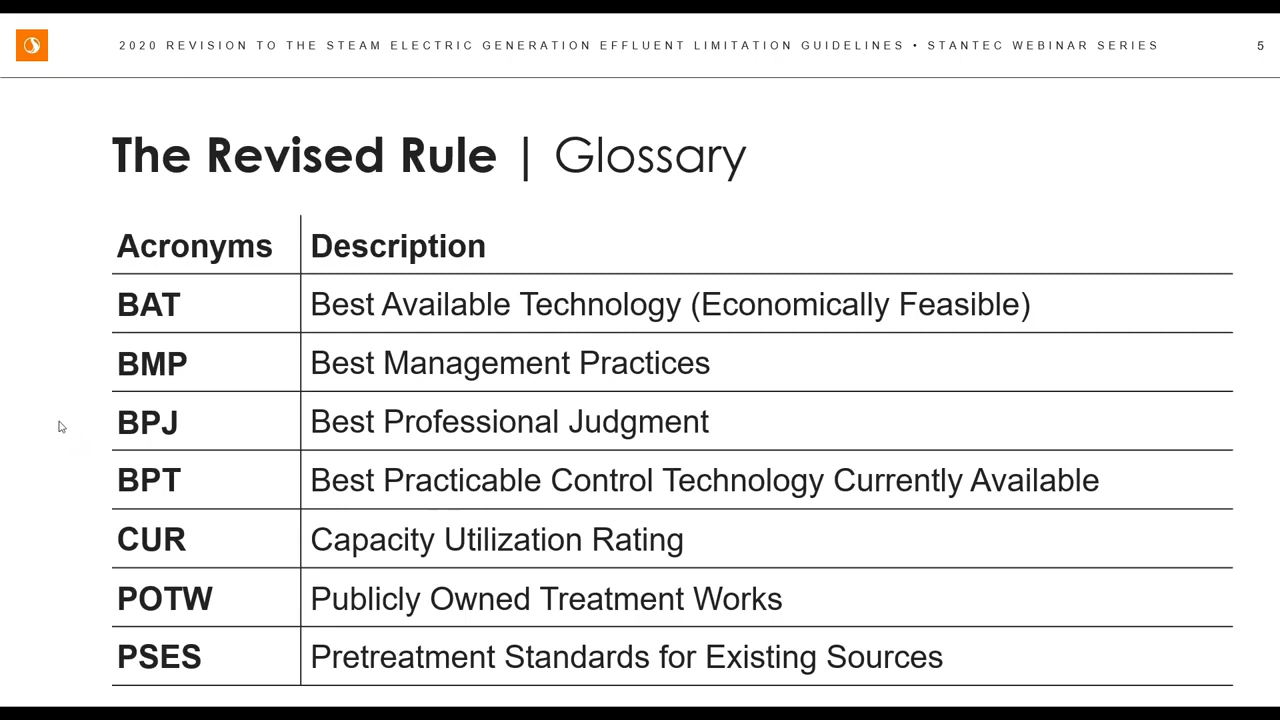 2020 REVISION TO THE STEAM ELECTRIC GENERATION EFFLUENT LIMITATION GUIDELINES • STANTEC WEBINAR SERIES 5
The Revised Rule | Glossary
Acronyms Description
BAT Best Available Technology (Economically Feasible)
BMP Best Management Practices
BPJ Best Professional Judgment
BPT Best Practicable Control Technology Currently Available
CUR Capacity Utilization Rating
POTW Publicly Owned Treatment Works
PSES Pretreatment Standards for Existing Sources